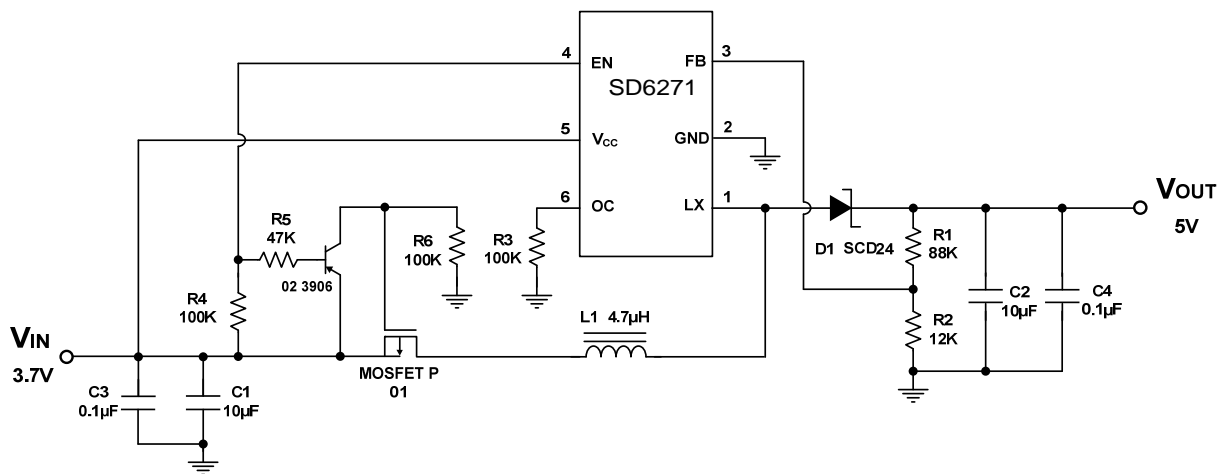 4
EN
FB
3
SD6271
5
VCC
GND
2
6
OC
LX
1
VOUT
5V
R5
47K
R6
100K
R3
100K
D1 SCD24
R1
88K
02 3906
R4
100K
C2
10µF
C4
0.1µF
L1 4.7µH
R2
12K
VIN
3.7V
MOSFET P
01
C3
0.1µF
C1
10µF